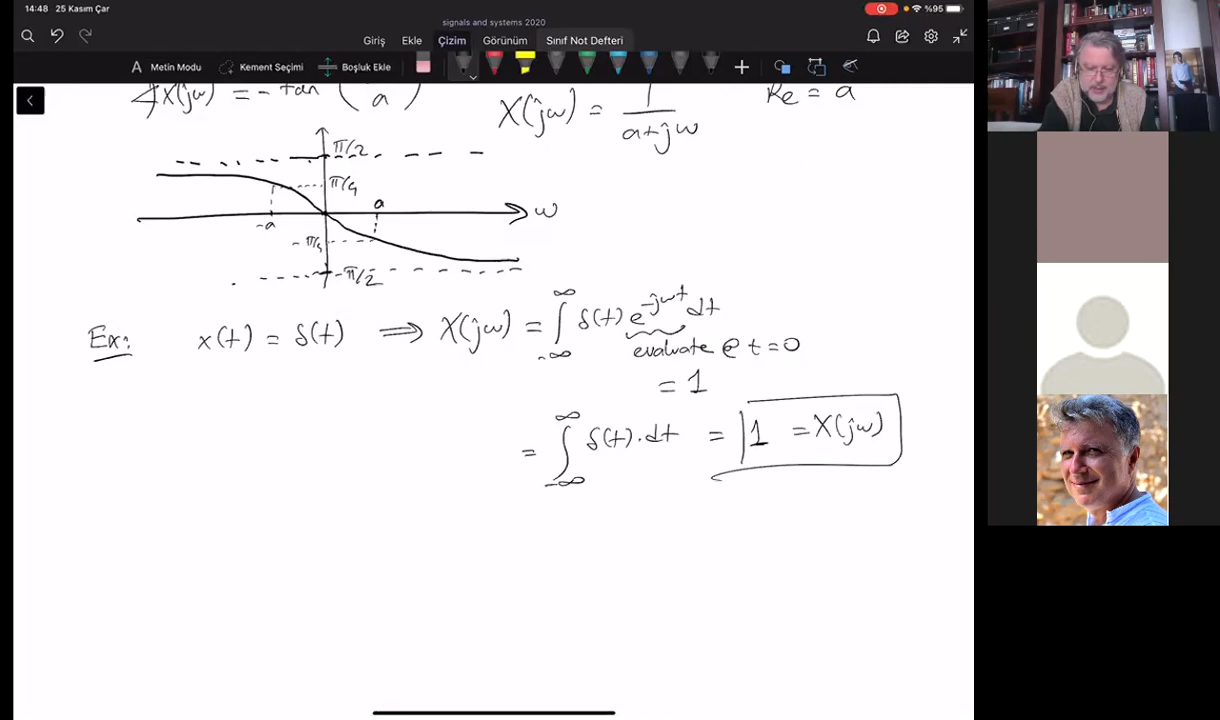 14:48 25 Kasım Çar
%95
signals and systems 2020
Giriş Ekle Çizim Görünüm Sınıf Not Defteri
Metin Modu Kement Seçimi Boşluk Ekle
∠X(jω) = - tan ( a )
X(jω) = 1 / (a+jω)
Re = a
π/2
π/4
a
-a
ω
-π/4
-π/2
Ex: x(t) = δ(t) ⟹ X(jω) = ∫_{-∞}^{∞} δ(t) e^{-jωt} dt
evaluate @ t=0
= 1
= ∫_{-∞}^{∞} δ(t).dt = 1 = X(jω)